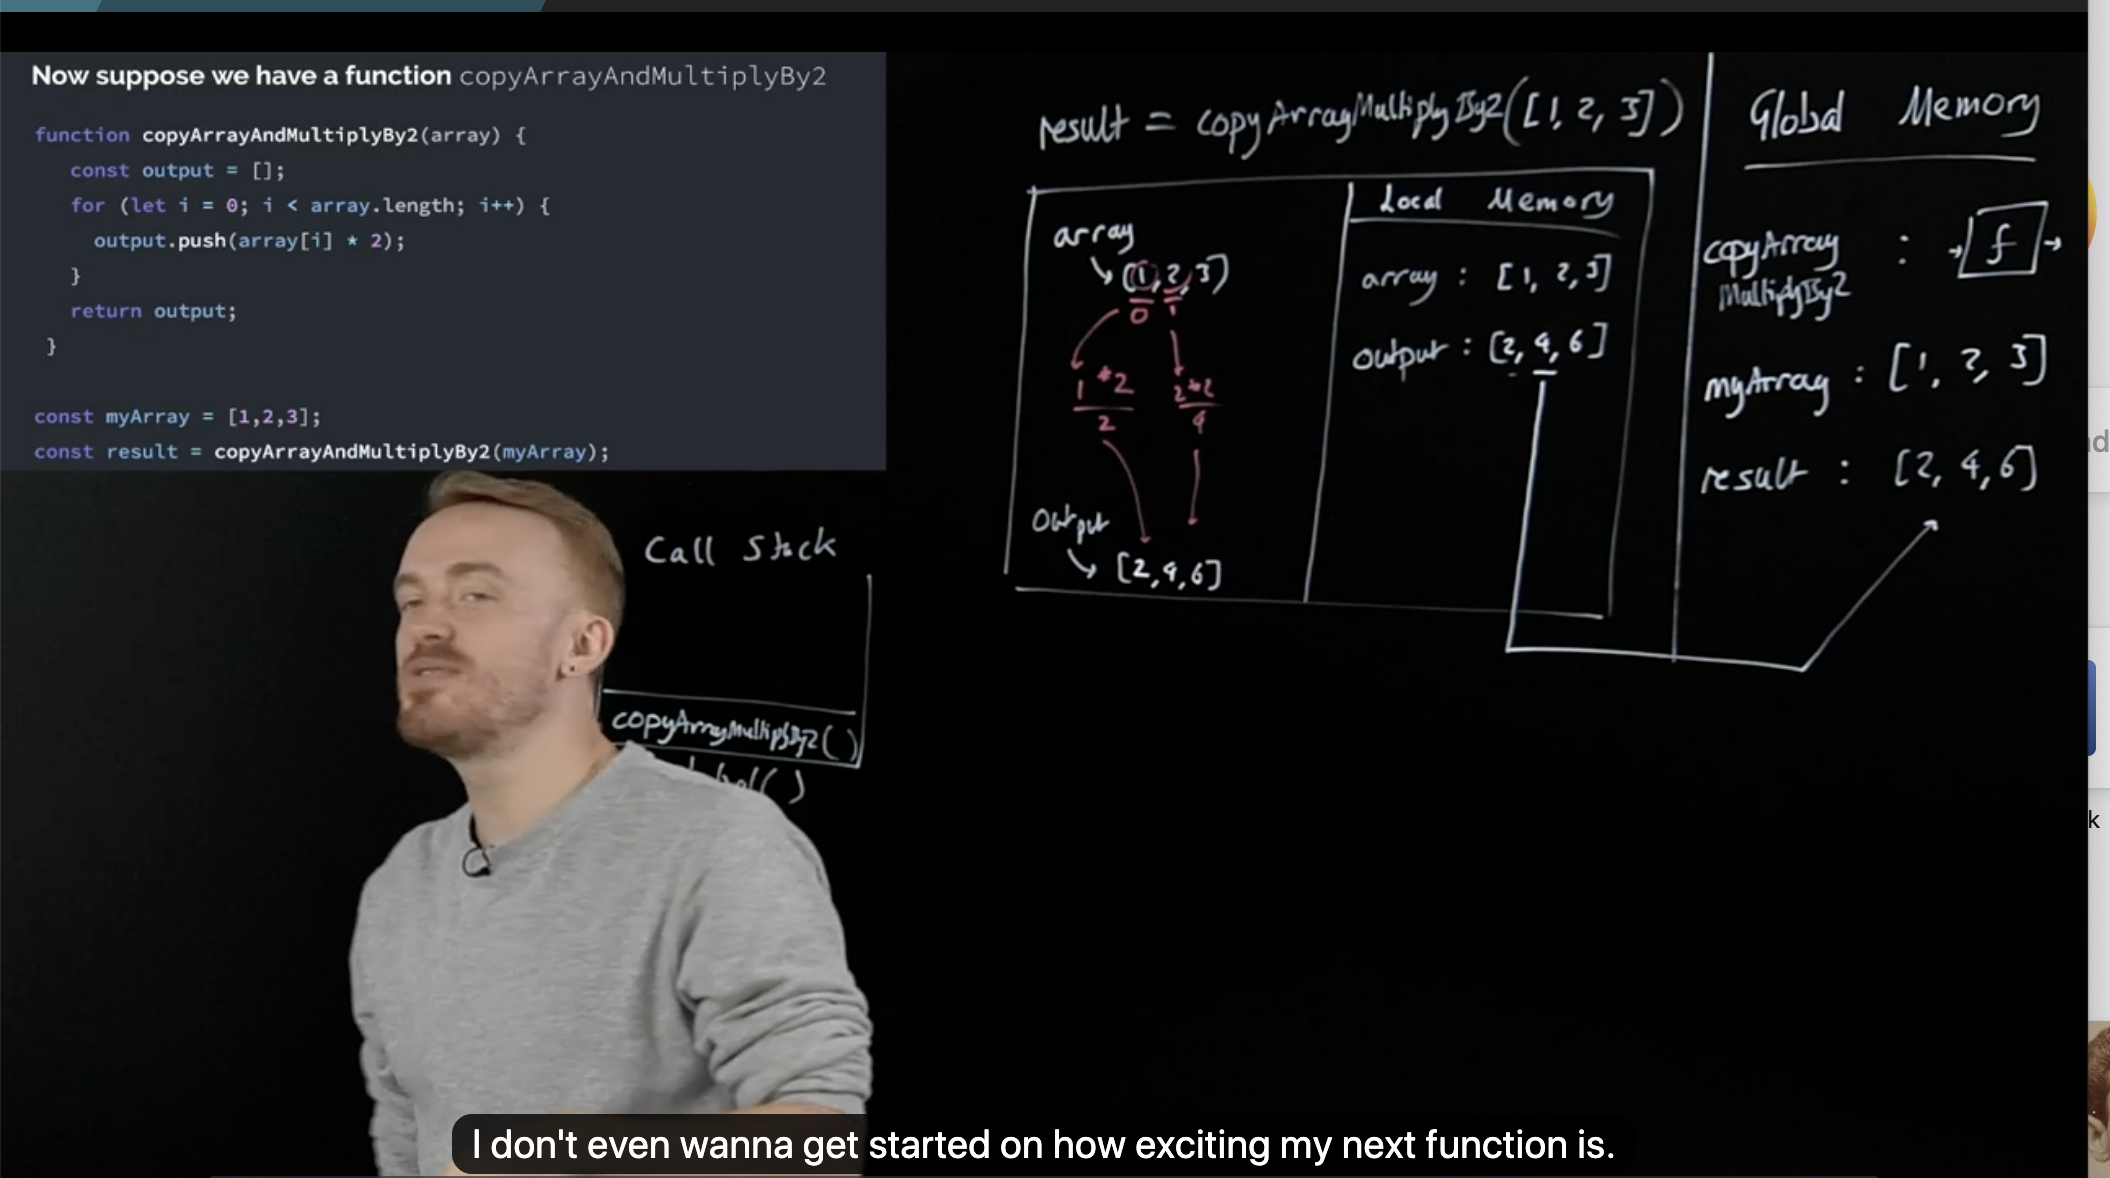 Now suppose we have a function copyArrayAndMultiplyBy2
function copyArrayAndMultiplyBy2(array) {
const output = [];
for (let i = 0; i < array.length; i++) {
output.push(array[i] * 2);
}
return output;
}
const myArray = [1,2,3];
const result = copyArrayAndMultiplyBy2(myArray);
result = copyArrayMultiplyBy2([1, 2, 3])
array
[1,2,3]
0 1
1*2 2*2
2 4
Output
[2,4,6]
Local Memory
array : [1, 2, 3]
output : [2, 4, 6]
Global Memory
copyArray : f
MultiplyBy2
myArray : [1, 2, 3]
result : [2, 4, 6]
Call Stack
copyArrayMultiplyBy2()
I don't even wanna get started on how exciting my next function is.
k